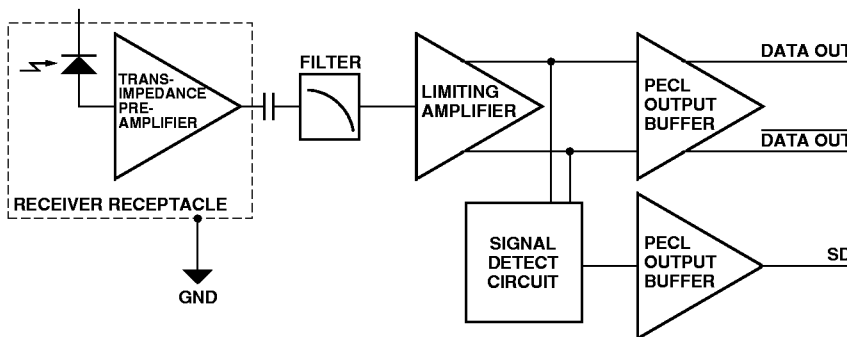 TRANS-
IMPEDANCE
PRE-
AMPLIFIER
RECEIVER RECEPTACLE
GND
FILTER
LIMITING
AMPLIFIER
PECL
OUTPUT
BUFFER
DATA OUT
DATA OUT
SIGNAL
DETECT
CIRCUIT
PECL
OUTPUT
BUFFER
SD